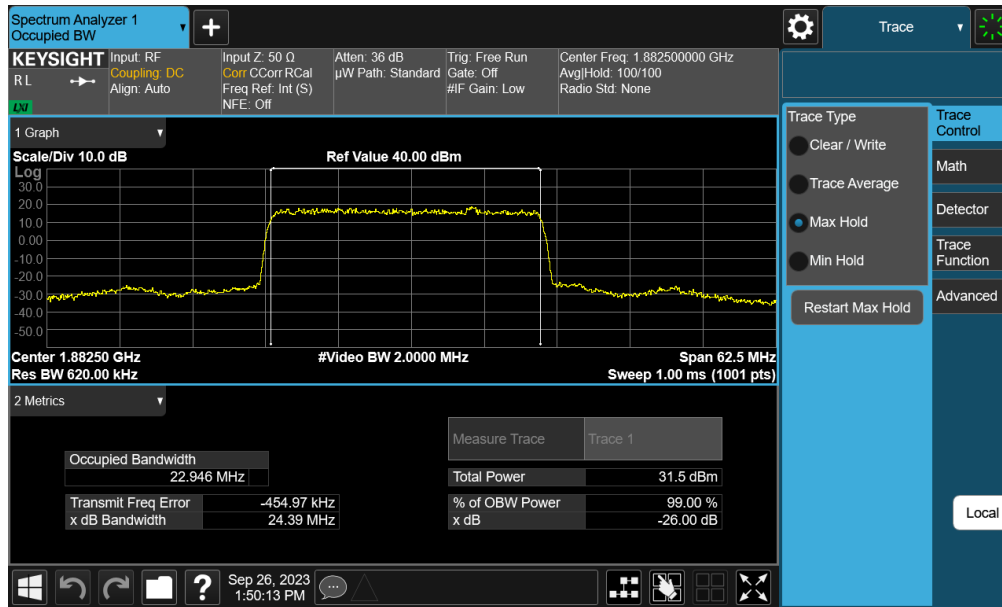 Spectrum Analyzer 1
Occupied BW
Trace
KEYSIGHT
R L
LXI
Input: RF
Coupling: DC
Align: Auto
Input Z: 50 Ω
Corr CCorr RCal
Freq Ref: Int (S)
NFE: Off
Atten: 36 dB
µW Path: Standard
Trig: Free Run
Gate: Off
#IF Gain: Low
Center Freq: 1.882500000 GHz
Avg|Hold: 100/100
Radio Std: None
1 Graph
Scale/Div 10.0 dB
Ref Value 40.00 dBm
Log
30.0
20.0
10.0
0.00
-10.0
-20.0
-30.0
-40.0
-50.0
Center 1.88250 GHz
#Video BW 2.0000 MHz
Span 62.5 MHz
Res BW 620.00 kHz
Sweep 1.00 ms (1001 pts)
2 Metrics
Measure Trace
Trace 1
Occupied Bandwidth
22.946 MHz
Total Power
31.5 dBm
Transmit Freq Error
-454.97 kHz
% of OBW Power
99.00 %
x dB Bandwidth
24.39 MHz
x dB
-26.00 dB
Trace Type
Clear / Write
Trace Average
Max Hold
Min Hold
Restart Max Hold
Trace
Control
Math
Detector
Trace
Function
Advanced
Local
?
Sep 26, 2023
1:50:13 PM